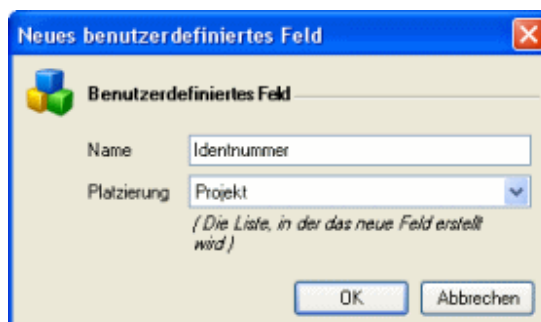 Neues benutzerdefiniertes Feld
Benutzerdefiniertes Feld
Name Identnummer
Platzierung Projekt
( Die Liste, in der das neue Feld erstellt
wird )
OK Abbrechen